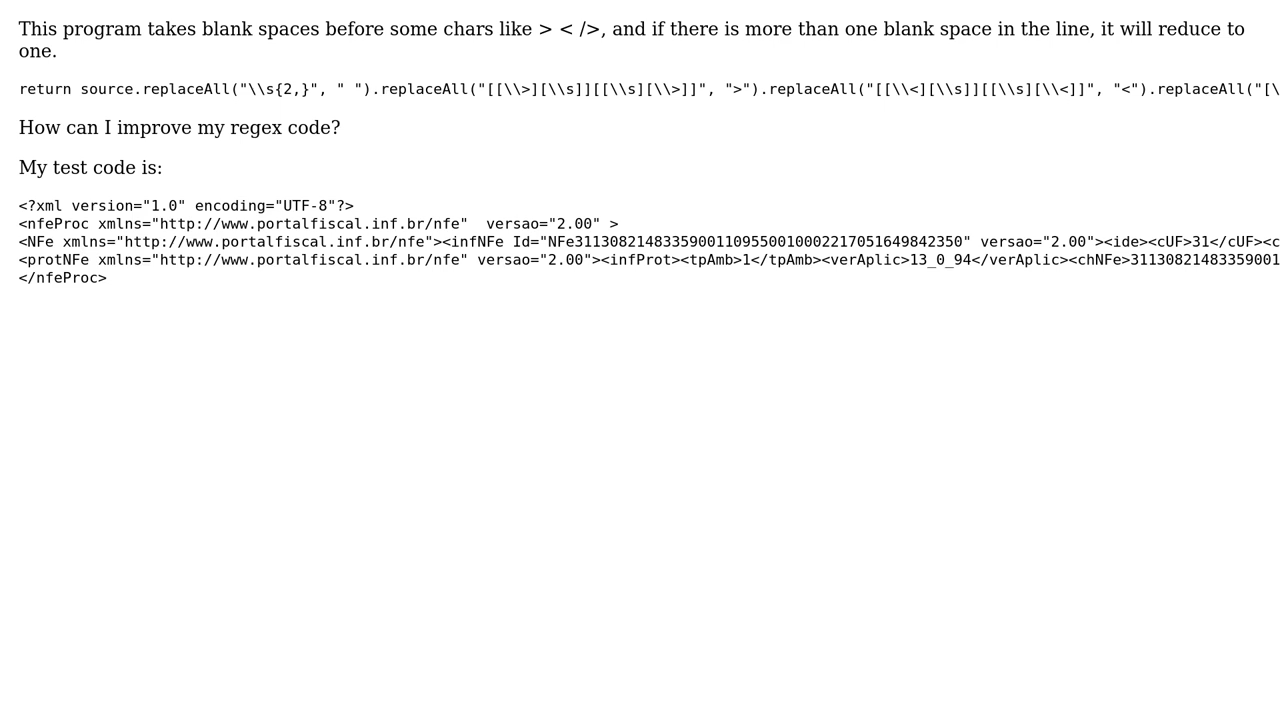 This program takes blank spaces before some chars like > < />, and if there is more than one blank space in the line, it will reduce to
one.
return source.replaceAll("\\s{2,}", " ").replaceAll("[[\\>][\\s]][[\\s][\\>]]", ">").replaceAll("[[\\<][\\s]][[\\s][\\<]]", "<").replaceAll("[\
How can I improve my regex code?
My test code is:
<?xml version="1.0" encoding="UTF-8"?>
<nfeProc xmlns="http://www.portalfiscal.inf.br/nfe"  versao="2.00" >
<NFe xmlns="http://www.portalfiscal.inf.br/nfe"><infNFe Id="NFe31130821483359001109550010002217051649842350" versao="2.00"><ide><cUF>31</cUF><c
<protNFe xmlns="http://www.portalfiscal.inf.br/nfe" versao="2.00"><infProt><tpAmb>1</tpAmb><verAplic>13_0_94</verAplic><chNFe>31130821483359001
</nfeProc>